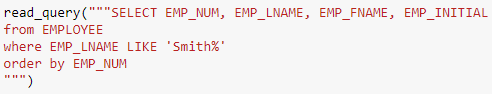 read_query("""SELECT EMP_NUM, EMP_LNAME, EMP_FNAME, EMP_INITIAL
from EMPLOYEE
where EMP_LNAME LIKE 'Smith%'
order by EMP_NUM
""")